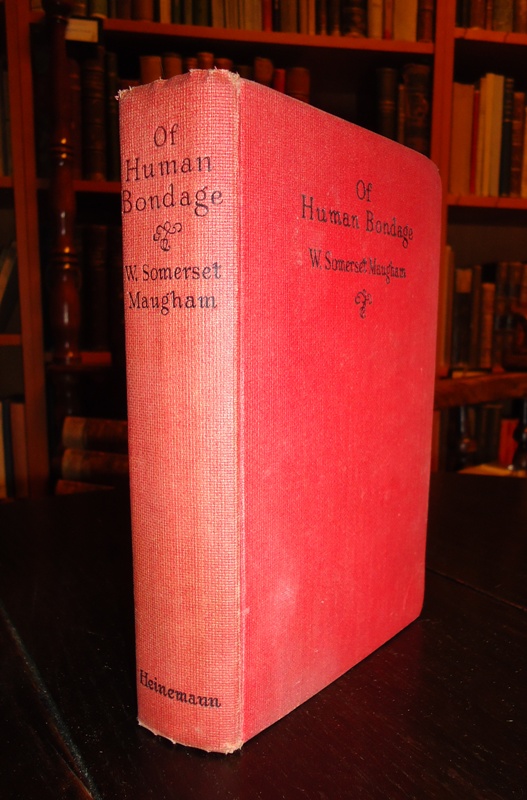 Of
Human
Bondage
W. Somerset
Maugham
Heinemann
Of
Human Bondage
W. Somerset Maugham